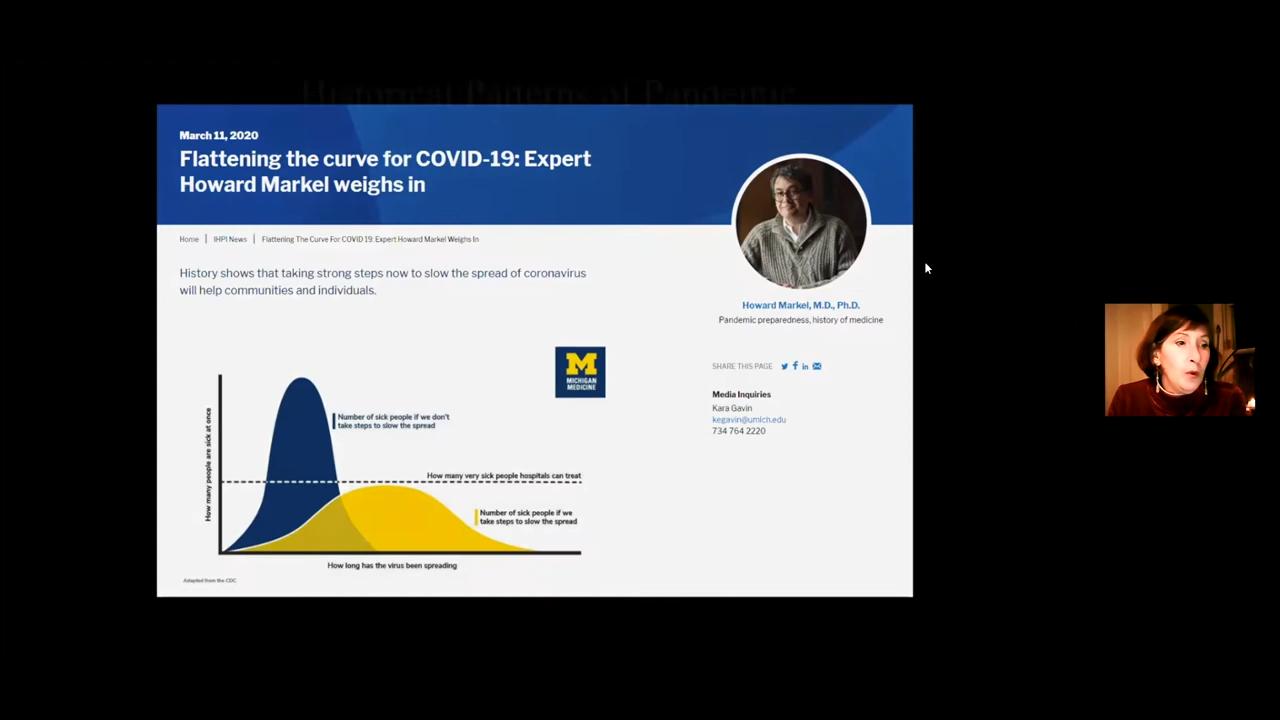 Historical Patterns of Pandemic
March 11, 2020
Flattening the curve for COVID-19: Expert
Howard Markel weighs in
Home | IHPI News | Flattening The Curve For COVID 19: Expert Howard Markel Weighs In
History shows that taking strong steps now to slow the spread of coronavirus
will help communities and individuals.
Howard Markel, M.D., Ph.D.
Pandemic preparedness, history of medicine
SHARE THIS PAGE
Media Inquiries
Kara Gavin
kegavin@umich.edu
734 764 2220
M
MICHIGAN
MEDICINE
How many people are sick at once
Number of sick people if we don't
take steps to slow the spread
How many very sick people hospitals can treat
Number of sick people if we
take steps to slow the spread
How long has the virus been spreading
Adapted from the CDC